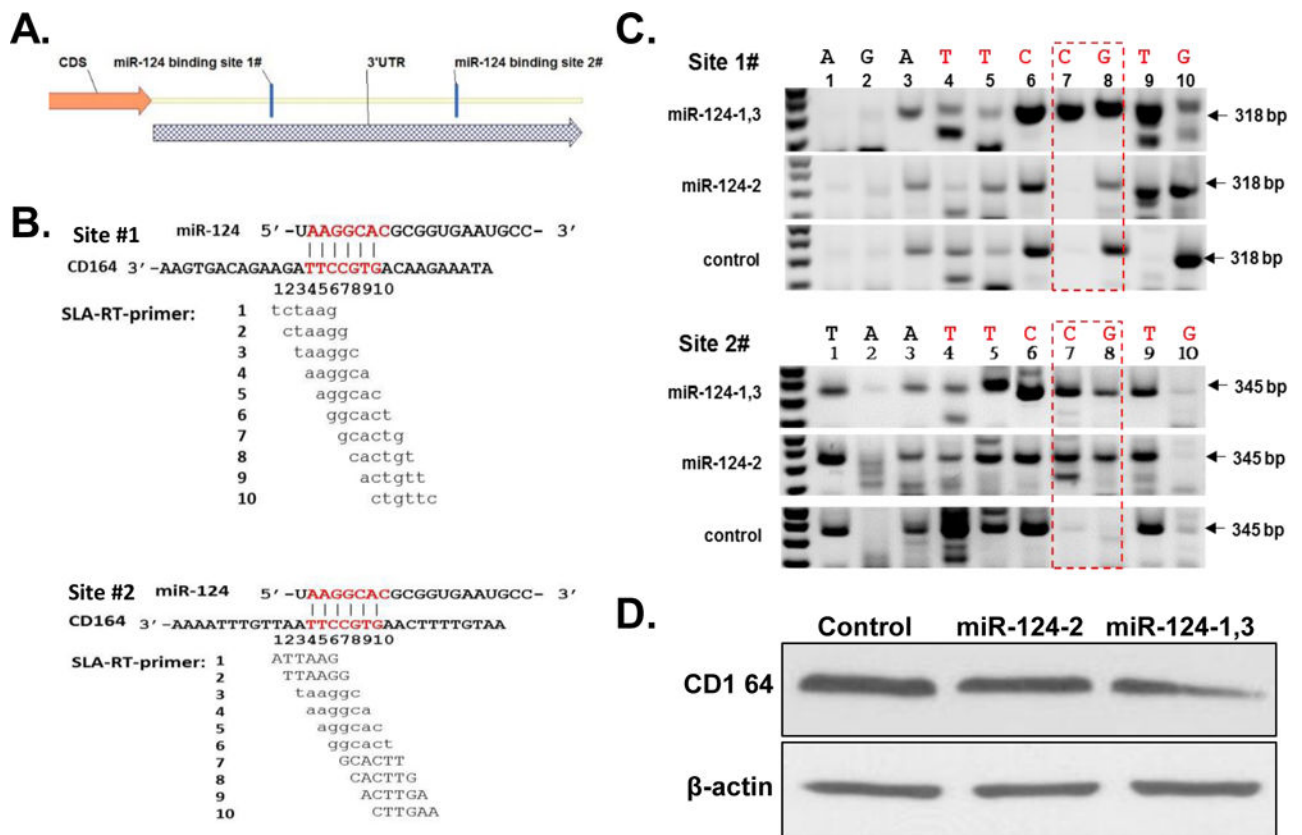 A.
CDS
miR-124 binding site 1#
3'UTR
miR-124 binding site 2#
B.
Site #1
miR-124 5'-UAAGGCACGCGGUGAAUGCC- 3'
CD164 3'-AAGTGACAGAAGATTCCGTGACAAGAAATA
12345678910
SLA-RT-primer:
1 tctaag
2 ctaagg
3 taaggc
4 aaggca
5 aggcac
6 ggcact
7 gcactg
8 cactgt
9 actgtt
10 ctgttc
Site #2
miR-124 5'-UAAGGCACGCGGUGAAUGCC- 3'
CD164 3'-AAAATTTGTTAATTCCGTGAACTTTTGTAA
12345678910
SLA-RT-primer:
1 ATTAAG
2 TTAAGG
3 taaggc
4 aaggca
5 aggcac
6 ggcact
7 GCACTT
8 CACTTG
9 ACTTGA
10 CTTGAA
C.
Site 1#
A G A T T C C G T G
1 2 3 4 5 6 7 8 9 10
miR-124-1,3
318 bp
miR-124-2
318 bp
control
318 bp
Site 2#
T A A T T C C G T G
1 2 3 4 5 6 7 8 9 10
miR-124-1,3
345 bp
miR-124-2
345 bp
control
345 bp
D.
Control miR-124-2 miR-124-1,3
CD1 64
β-actin